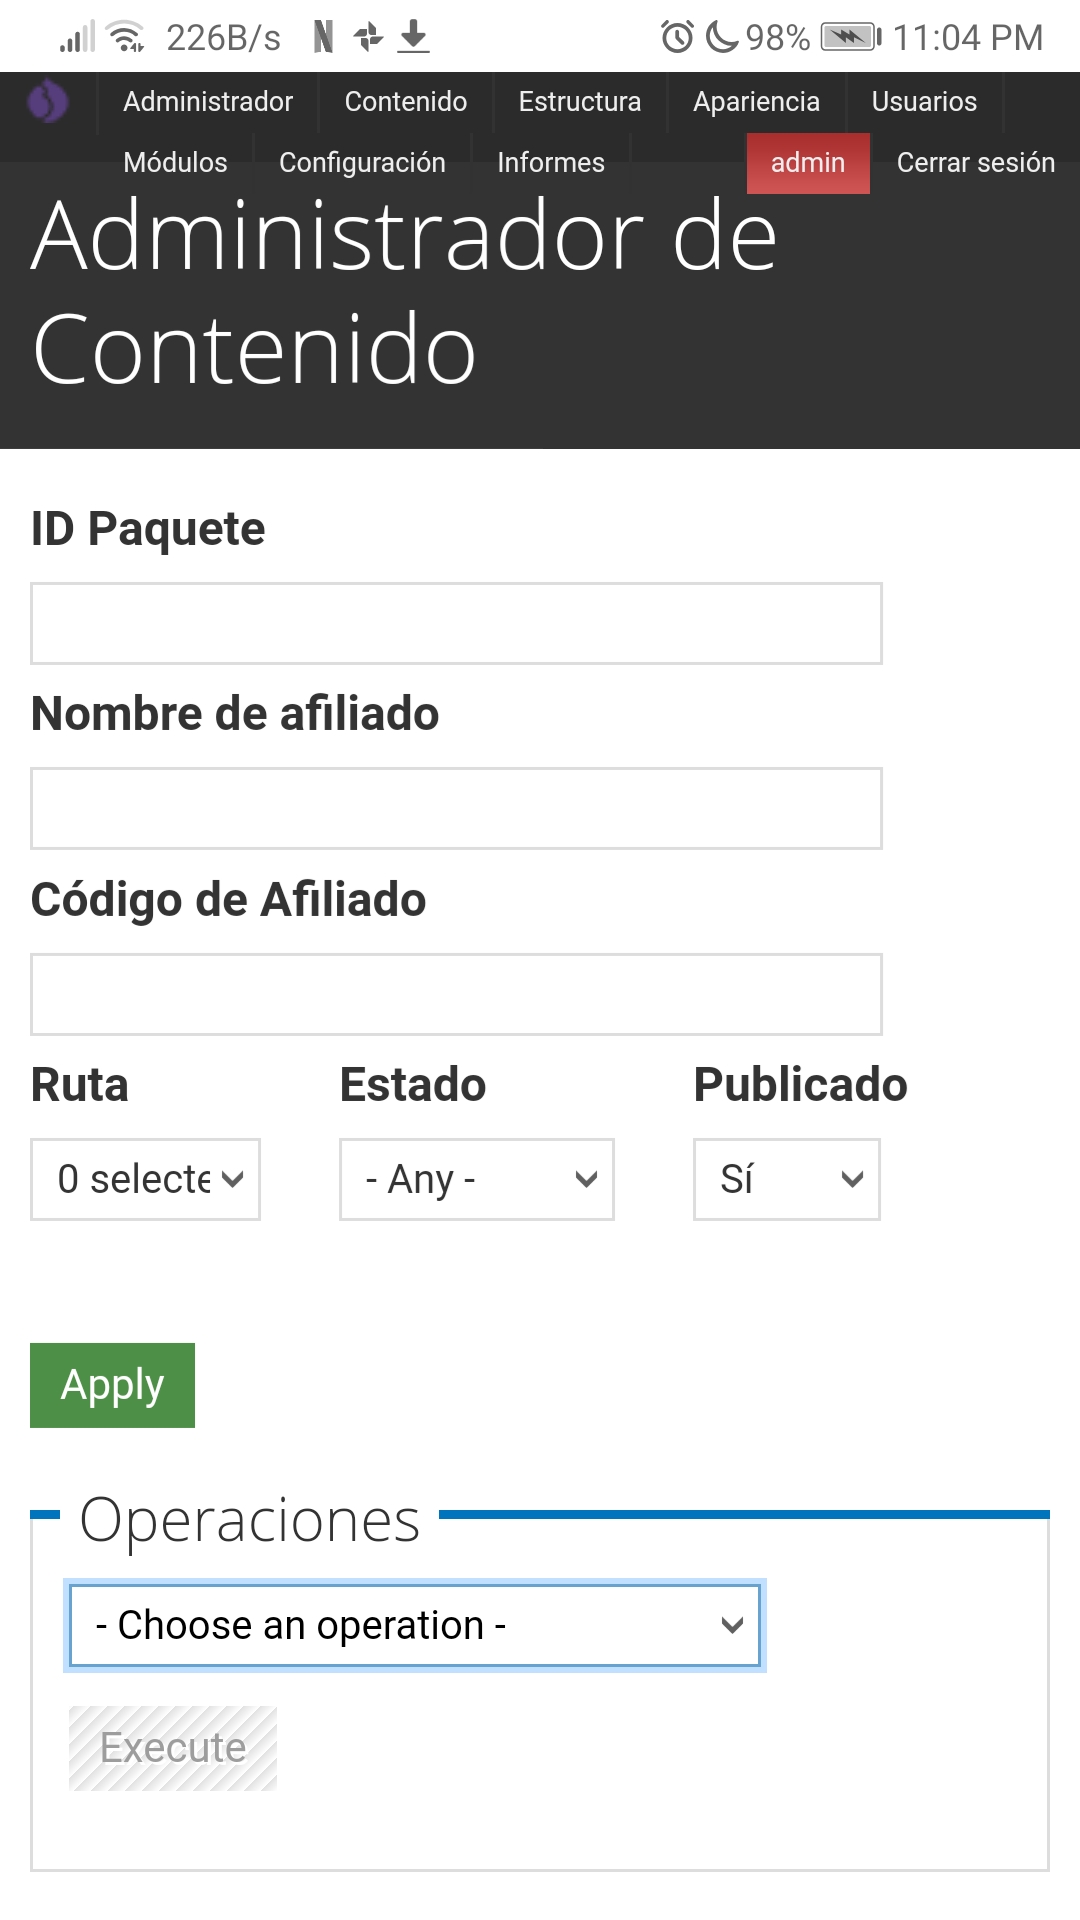 226B/s 98% 11:04 PM
Administrador Contenido Estructura Apariencia Usuarios
Módulos Configuración Informes admin Cerrar sesión
Administrador de
Contenido
ID Paquete
Nombre de afiliado
Código de Afiliado
Ruta Estado Publicado
0 selecte - Any - Sí
Apply
Operaciones
- Choose an operation -
Execute